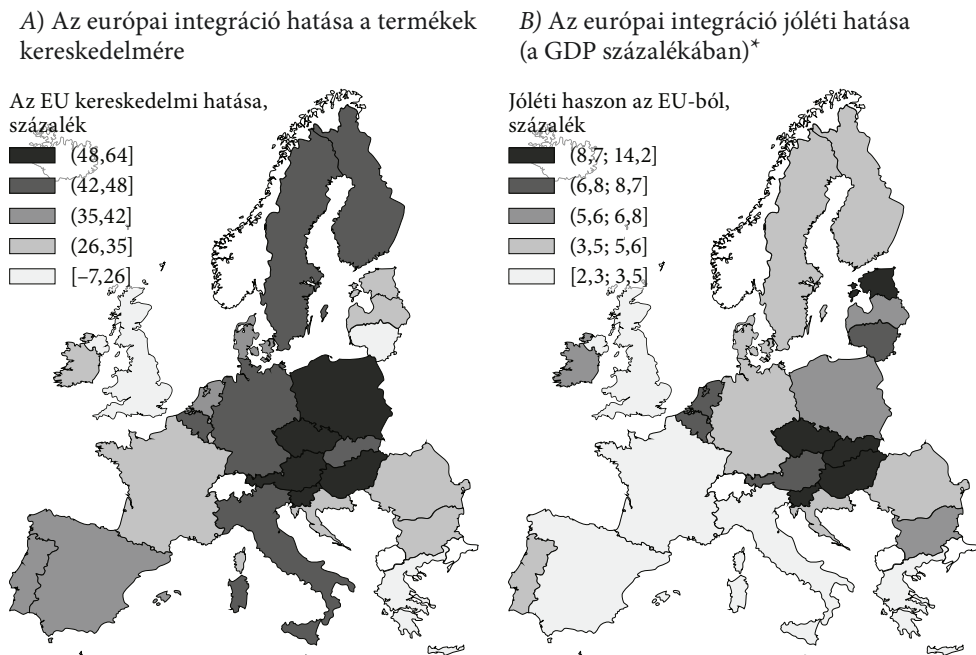 A) Az európai integráció hatása a termékek
kereskedelmére
Az EU kereskedelmi hatása,
százalék
(48,64]
(42,48]
(35,42]
(26,35]
[–7,26]
B) Az európai integráció jóléti hatása
(a GDP százalékában)*
Jóléti haszon az EU-ból,
százalék
(8,7; 14,2]
(6,8; 8,7]
(5,6; 6,8]
(3,5; 5,6]
[2,3; 3,5]